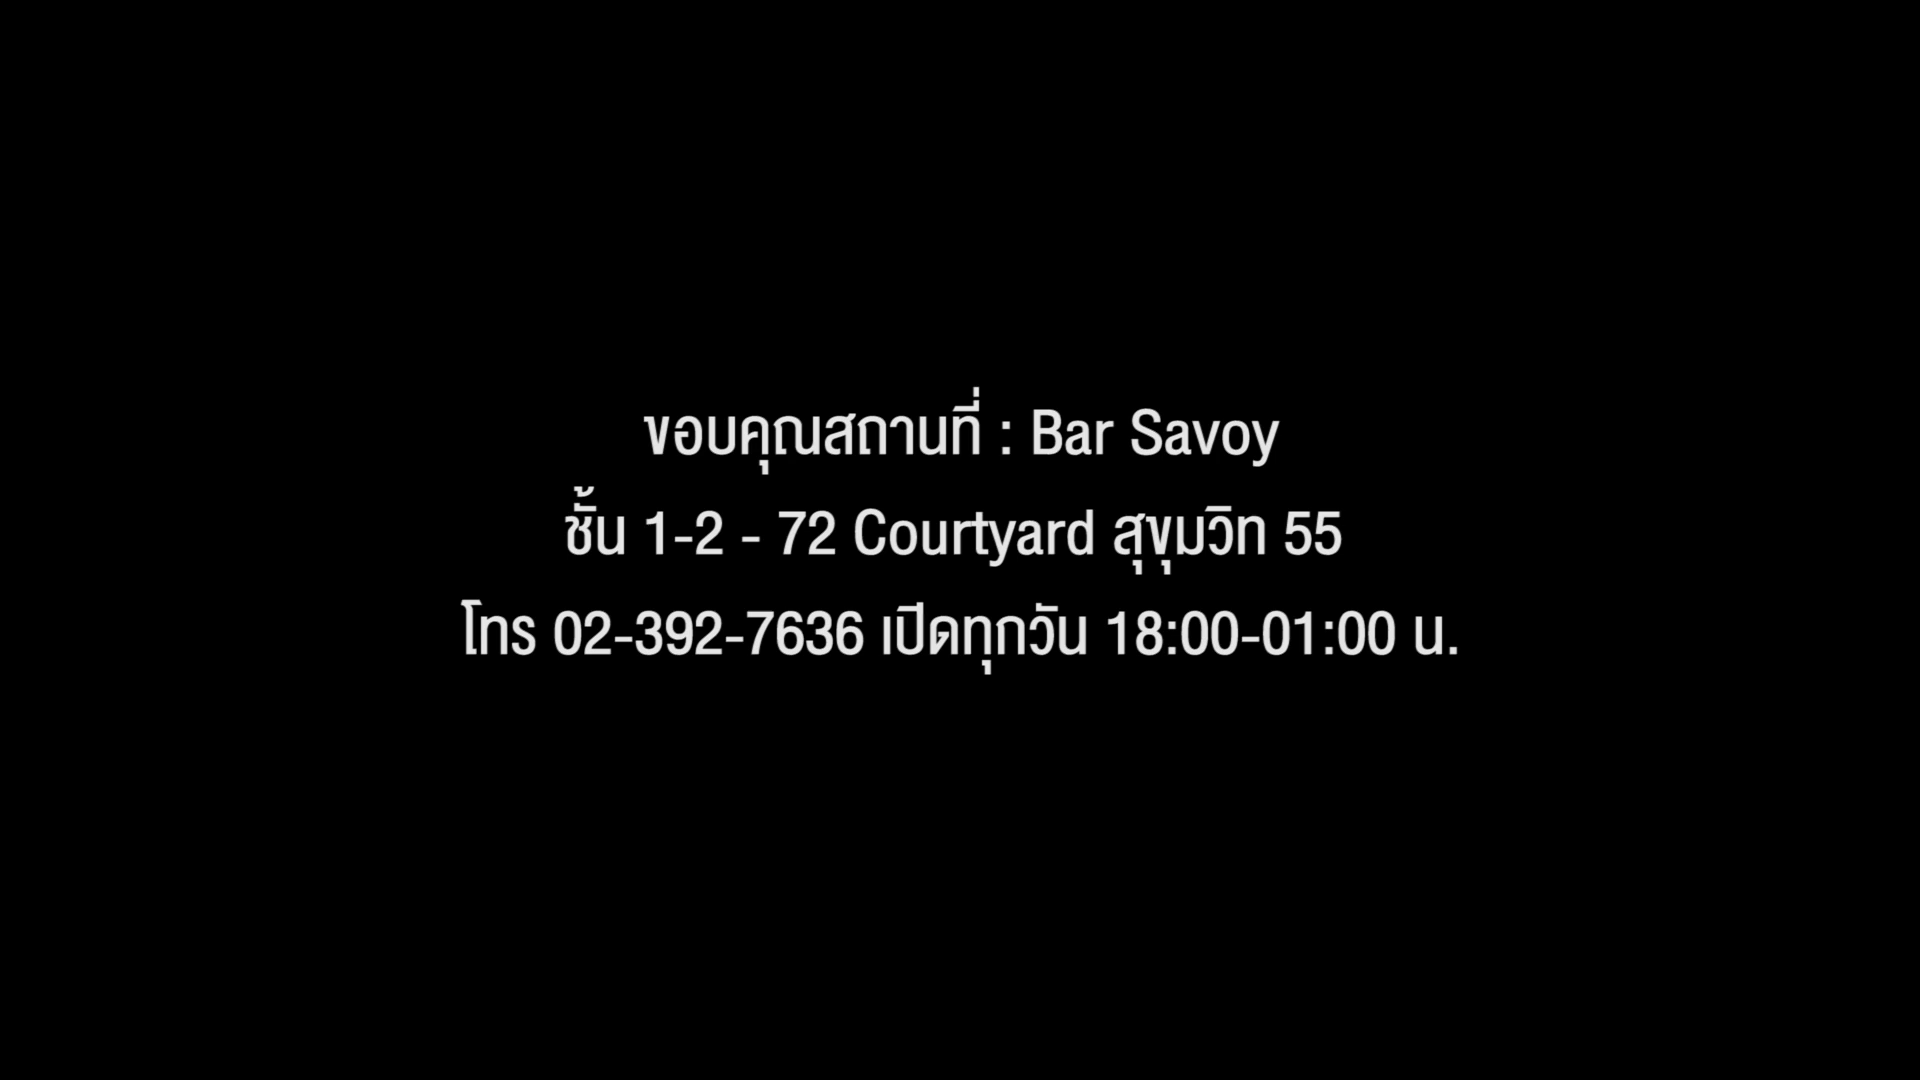 ขอบคุณสถานที่ : Bar Savoy
ชั้น 1-2 - 72 Courtyard สุขุมวิท 55
โทร 02-392-7636 เปิดทุกวัน 18:00-01:00 น.